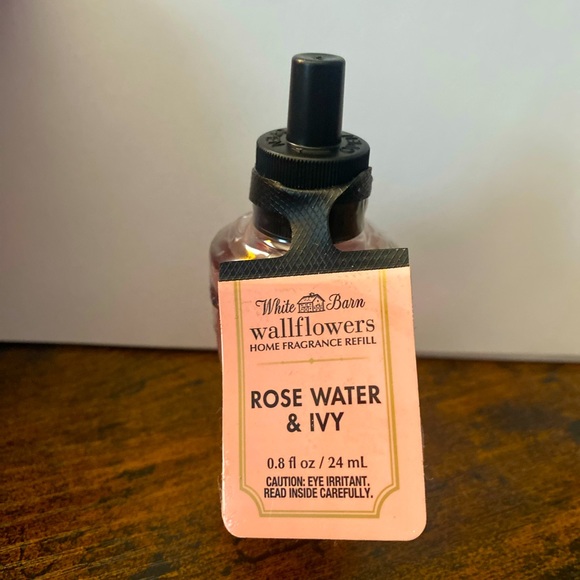 White Barn
wallflowers
HOME FRAGRANCE REFILL
ROSE WATER
& IVY
0.8 fl oz / 24 mL
CAUTION: EYE IRRITANT.
READ INSIDE CAREFULLY.